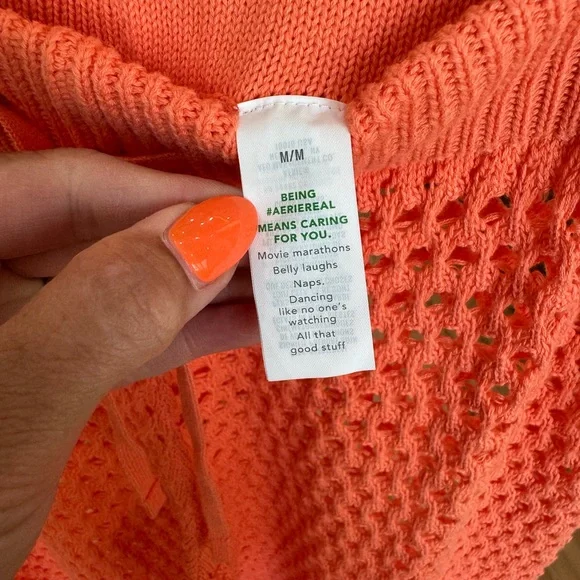 M/M
BEING
#AERIEREAL
MEANS CARING
FOR YOU.
Movie marathons
Belly laughs
Naps.
Dancing
like no one's
watching
All that
good stuff